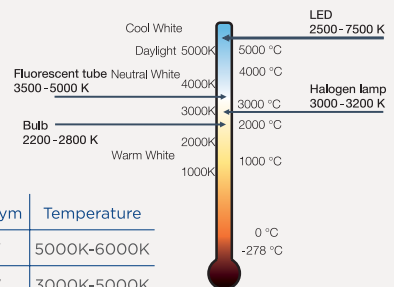 LED
2500-7500 K
Cool White
Daylight 5000K
5000 °C
Neutral White
4000 °C
Fluorescent tube
3500-5000 K
4000K
Halogen lamp
3000-3200 K
3000K
3000 °C
Bulb
2200-2800 K
2000 °C
2000K
Warm White
1000 °C
1000K
ym Temperature
0 °C
5000K-6000K
-278 °C
3000K-5000K